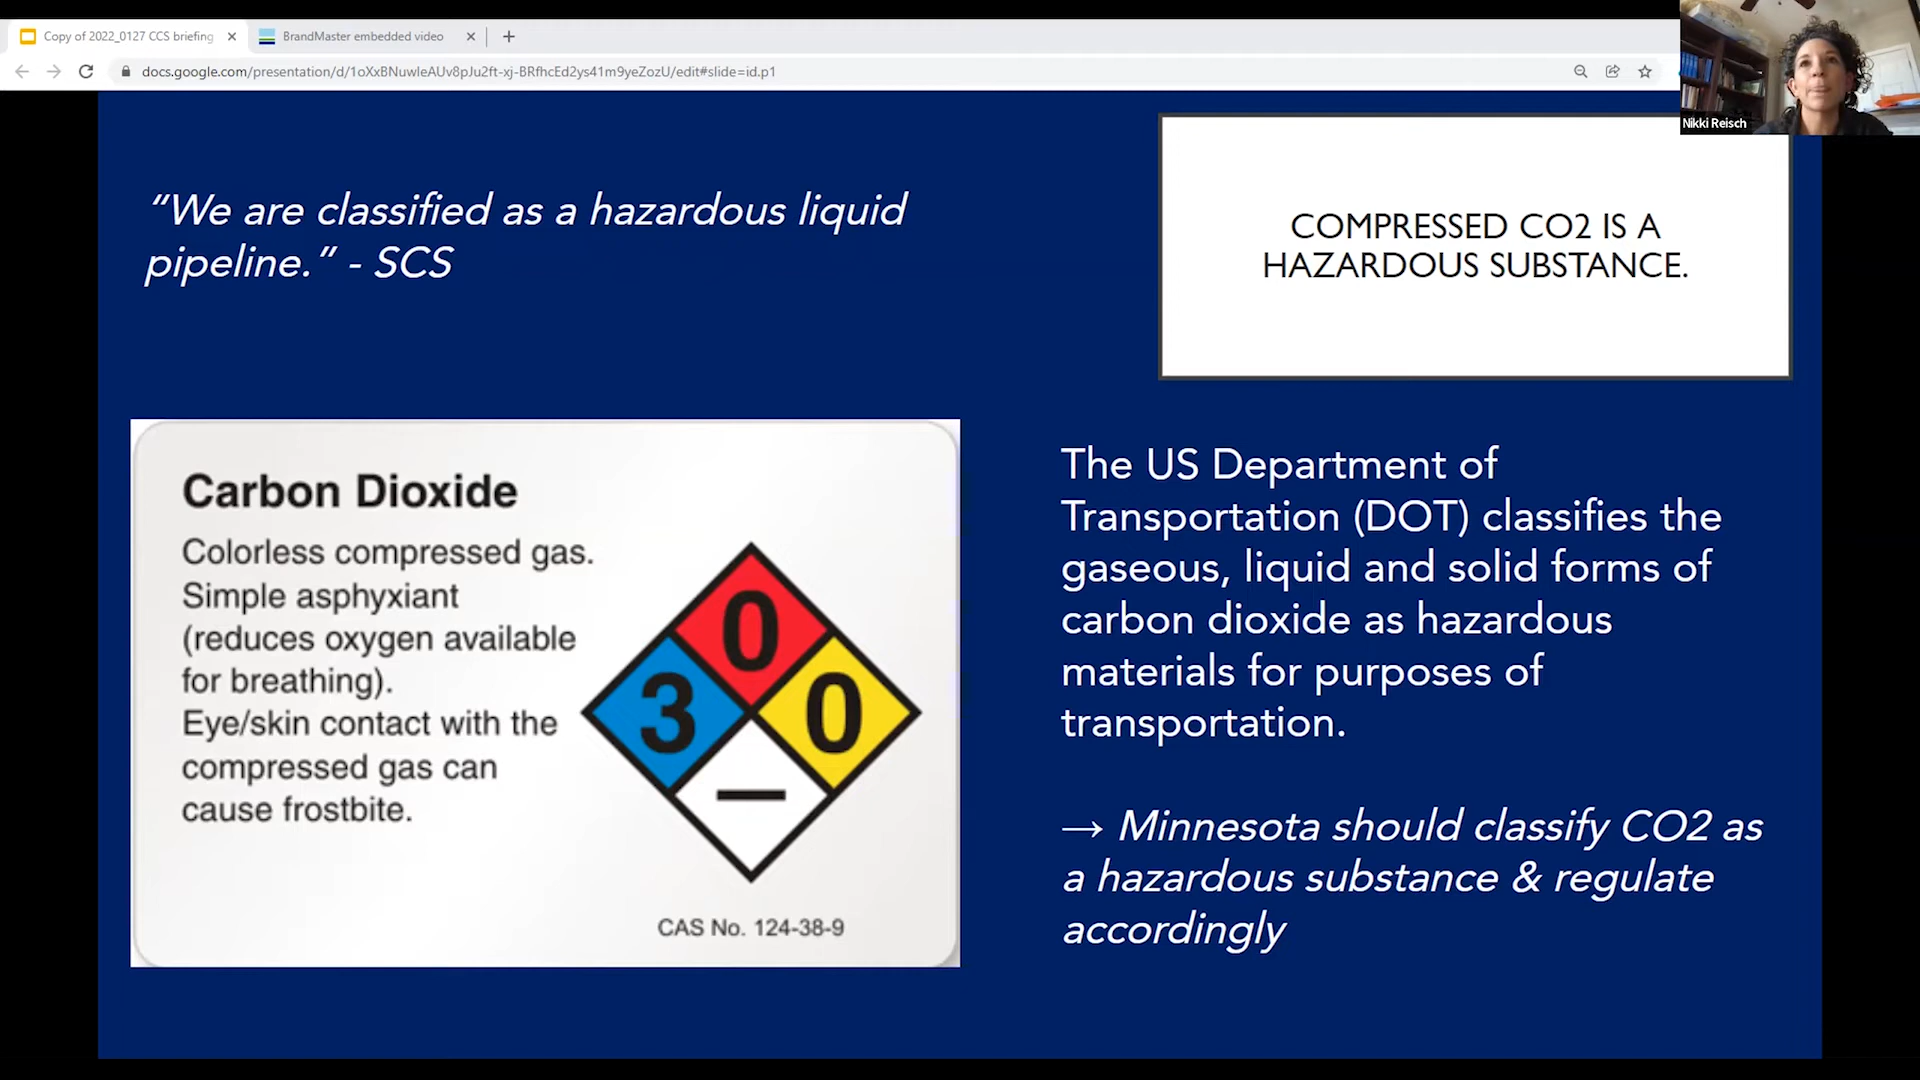 Copy of 2022_0127 CCS briefing
BrandMaster embedded video
docs.google.com/presentation/d/1oXxBNuwleAUv8pJu2ft-xj-BRfhcEd2ys41m9yeZozU/edit#slide=id.p1
Nikki Reisch
“We are classified as a hazardous liquid
pipeline.” - SCS
COMPRESSED CO2 IS A
HAZARDOUS SUBSTANCE.
Carbon Dioxide
Colorless compressed gas.
Simple asphyxiant
(reduces oxygen available
for breathing).
Eye/skin contact with the
compressed gas can
cause frostbite.
0
3
0
—
CAS No. 124-38-9
The US Department of
Transportation (DOT) classifies the
gaseous, liquid and solid forms of
carbon dioxide as hazardous
materials for purposes of
transportation.
→ Minnesota should classify CO2 as
a hazardous substance & regulate
accordingly